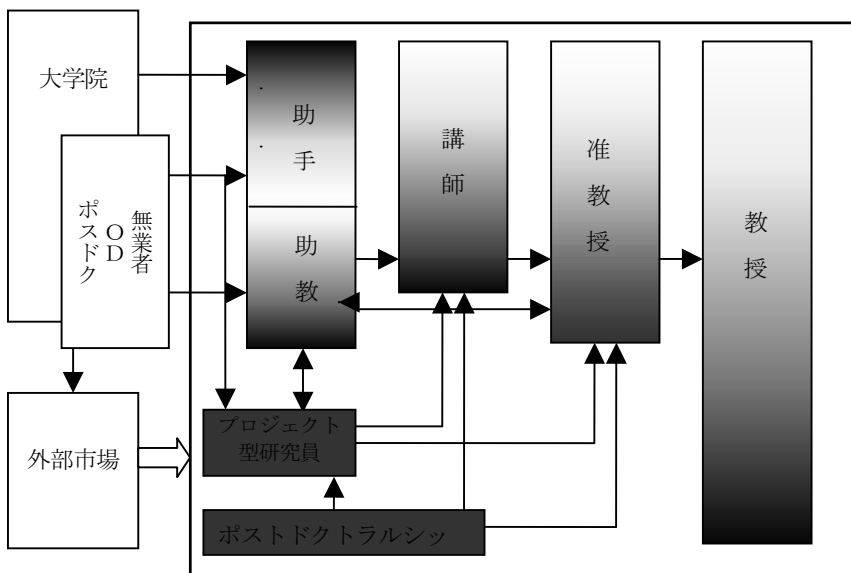 大学院
無業者
OD
ポスドク
外部市場
助手
助教
講師
准教授
教授
プロジェクト
型研究員
ポストドクトラルシッ